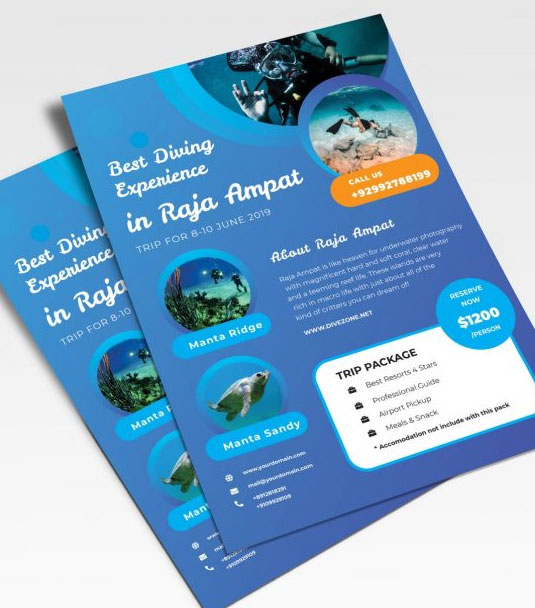 Best Diving
Experience
in Raja Ampat
TRIP FOR 8-10 JUNE 2019
CALL US
+92992788199
About Raja Ampat
Raja Ampat is like heaven for underwater photography
with magnificent hard and soft coral, clear water
and a teeming reef life. These islands are very
rich in macro life with just about all of the
kind of critters you can dream of!
WWW.DIVEZONE.NET
Manta Ridge
Manta Sandy
RESERVE
NOW
$1200
/PERSON
TRIP PACKAGE
Best Resorts 4 Stars
Professional Guide
Airport Pickup
Meals & Snack
* Accomodation not include with this pack
www.yourdomain.com
mail@yourdomain.com
+8912818291
+9109929109
Best Diving
Experience
in Raja
TRIP FOR 8-10
Manta
Man